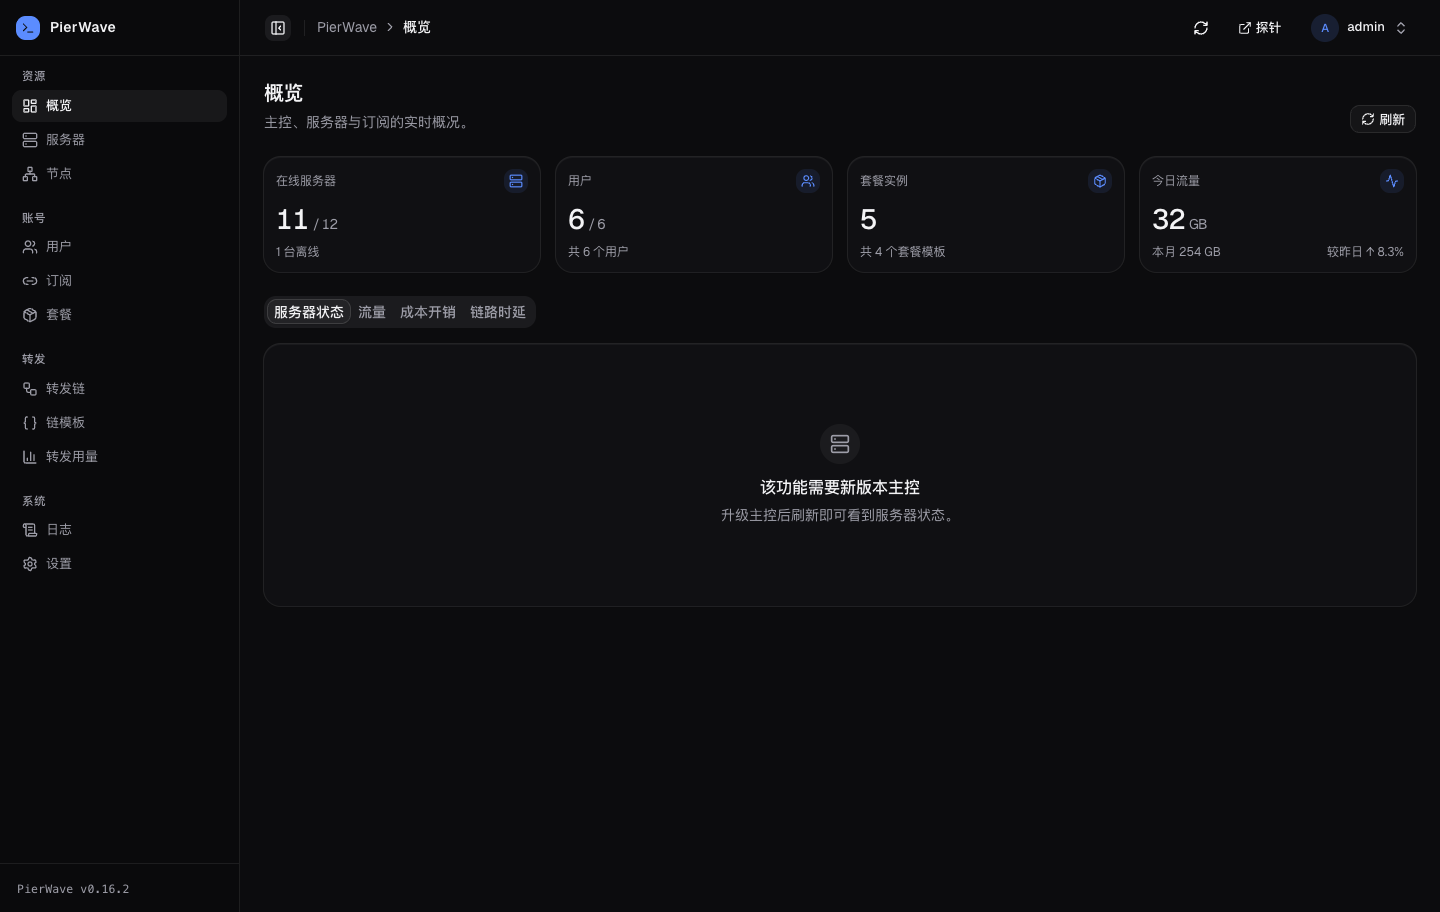 PierWave
PierWave 概览
探针
A admin
资源
概览
服务器
节点
账号
用户
订阅
套餐
转发
转发链
链模板
转发用量
系统
日志
设置
PierWave v0.16.2
概览
主控、服务器与订阅的实时概况。
刷新
在线服务器
11 / 12
1 台离线
用户
6 / 6
共 6 个用户
套餐实例
5
共 4 个套餐模板
今日流量
32 GB
本月 254 GB 较昨日 ↑ 8.3%
服务器状态 流量 成本开销 链路时延
该功能需要新版本主控
升级主控后刷新即可看到服务器状态。